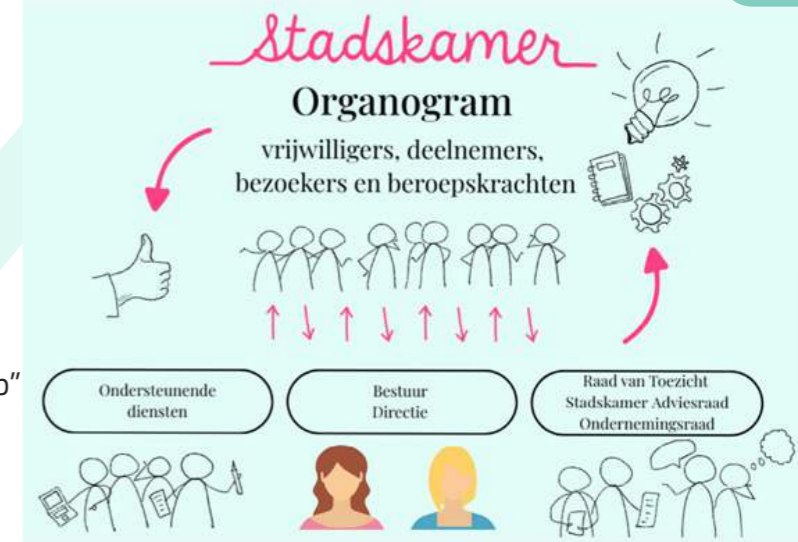 Stadskamer
Organogram
vrijwilligers, deelnemers,
bezoekers en beroepskrachten
Ondersteunende
diensten
Bestuur
Directie
Raad van Toezicht
Stadskamer Adviesraad
Ondernemingsraad